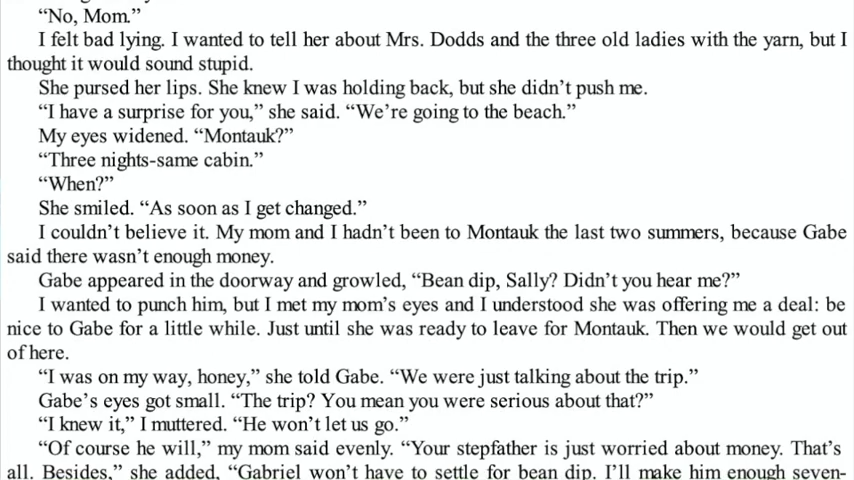 “No, Mom.”
I felt bad lying. I wanted to tell her about Mrs. Dodds and the three old ladies with the yarn, but I
thought it would sound stupid.
She pursed her lips. She knew I was holding back, but she didn’t push me.
“I have a surprise for you,” she said. “We’re going to the beach.”
My eyes widened. “Montauk?”
“Three nights-same cabin.”
“When?”
She smiled. “As soon as I get changed.”
I couldn’t believe it. My mom and I hadn’t been to Montauk the last two summers, because Gabe
said there wasn’t enough money.
Gabe appeared in the doorway and growled, “Bean dip, Sally? Didn’t you hear me?”
I wanted to punch him, but I met my mom’s eyes and I understood she was offering me a deal: be
nice to Gabe for a little while. Just until she was ready to leave for Montauk. Then we would get out
of here.
“I was on my way, honey,” she told Gabe. “We were just talking about the trip.”
Gabe’s eyes got small. “The trip? You mean you were serious about that?”
“I knew it,” I muttered. “He won’t let us go.”
“Of course he will,” my mom said evenly. “Your stepfather is just worried about money. That’s
all. Besides,” she added, “Gabriel won’t have to settle for bean dip. I’ll make him enough seven-